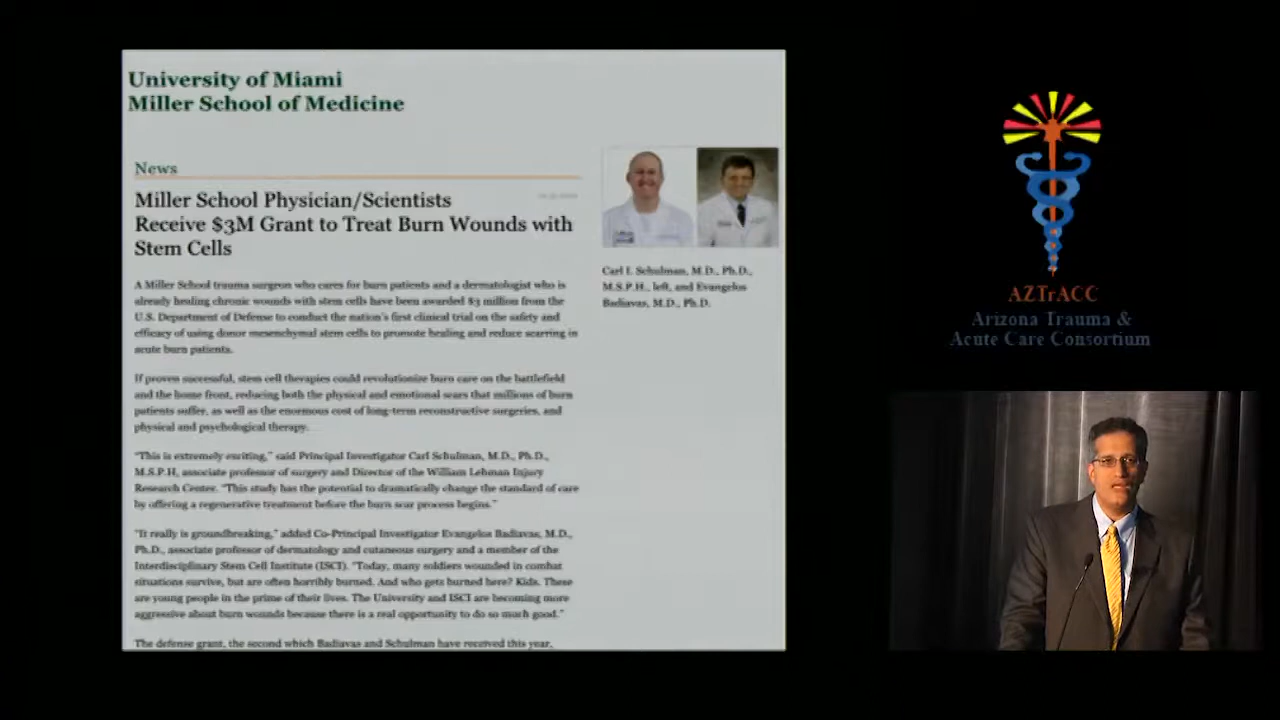 University of Miami
Miller School of Medicine
News
Miller School Physician/Scientists
Receive $3M Grant to Treat Burn Wounds with
Stem Cells
A Miller School trauma surgeon who cares for burn patients and a dermatologist who is
already healing chronic wounds with stem cells have been awarded $3 million from the
U.S. Department of Defense to conduct the nation's first clinical trial on the safety and
efficacy of using donor mesenchymal stem cells to promote healing and reduce scarring in
acute burn patients.
If proven successful, stem cell therapies could revolutionize burn care on the battlefield
and the home front, reducing both the physical and emotional scars that millions of burn
patients suffer, as well as the enormous cost of long-term reconstructive surgeries, and
physical and psychological therapy.
"This is extremely exciting," said Principal Investigator Carl Schulman, M.D., Ph.D.,
M.S.P.H, associate professor of surgery and Director of the William Lehman Injury
Research Center. "This study has the potential to dramatically change the standard of care
by offering a regenerative treatment before the burn scar process begins."
"It really is groundbreaking," added Co-Principal Investigator Evangelos Badiavas, M.D.,
Ph.D., associate professor of dermatology and cutaneous surgery and a member of the
Interdisciplinary Stem Cell Institute (ISCI). "Today, many soldiers wounded in combat
situations survive, but are often horribly burned. And who gets burned here? Kids. These
are young people in the prime of their lives. The University and ISCI are becoming more
aggressive about burn wounds because there is a real opportunity to do so much good."
The defense grant, the second which Badiavas and Schulman have received this year,
Carl I. Schulman, M.D., Ph.D.,
M.S.P.H., left, and Evangelos
Badiavas, M.D., Ph.D.
AZTrACC
Arizona Trauma &
Acute Care Consortium